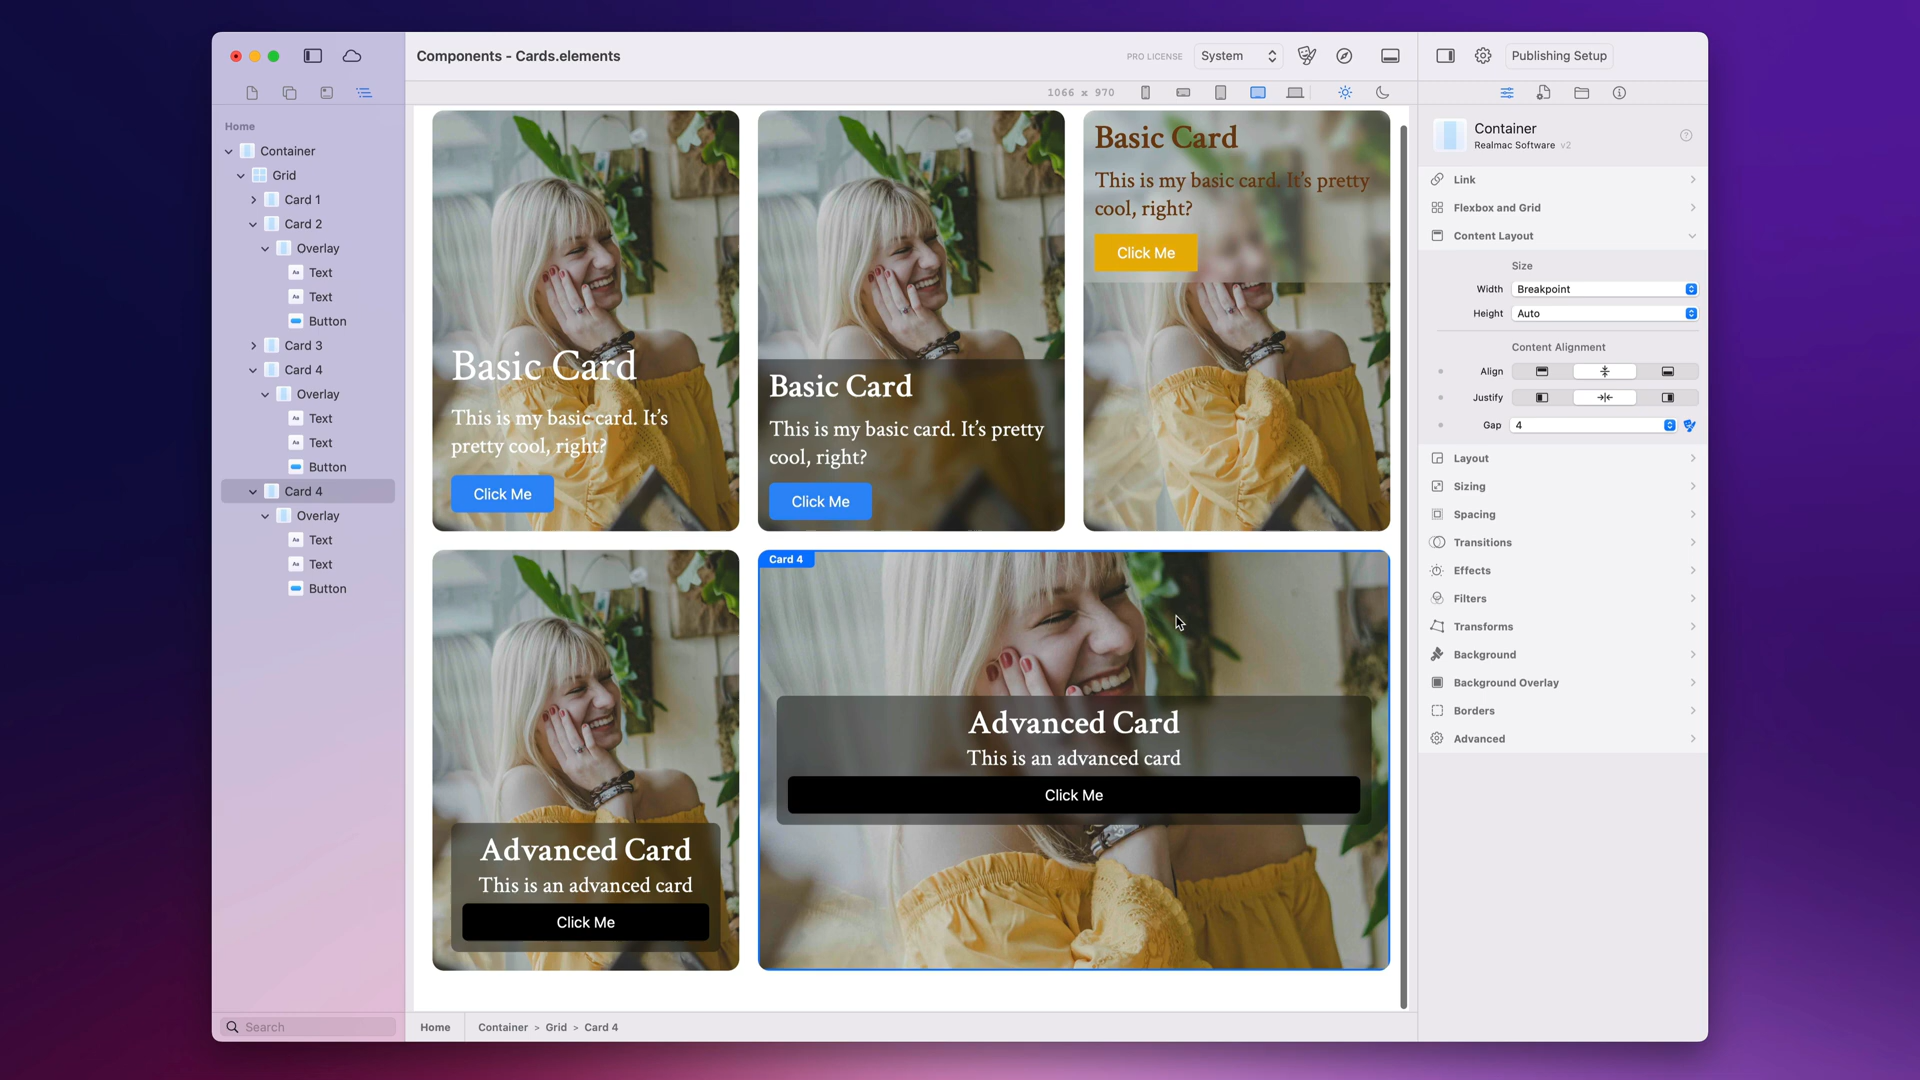 Components - Cards.elements
PRO LICENSE
System
Publishing Setup
1066 x 970
Home
Container
Grid
Card 1
Card 2
Overlay
Text
Text
Button
Card 3
Card 4
Overlay
Text
Text
Button
Card 4
Overlay
Text
Text
Button
Search
Basic Card
This is my basic card. It's
pretty cool, right?
Click Me
Basic Card
This is my basic card. It's pretty
cool, right?
Click Me
Basic Card
This is my basic card. It's pretty
cool, right?
Click Me
Advanced Card
This is an advanced card
Click Me
Card 4
Advanced Card
This is an advanced card
Click Me
Home
Container > Grid > Card 4
Container
Realmac Software v2
Link
Flexbox and Grid
Content Layout
Size
Width Breakpoint
Height Auto
Content Alignment
Align
Justify
Gap 4
Layout
Sizing
Spacing
Transitions
Effects
Filters
Transforms
Background
Background Overlay
Borders
Advanced